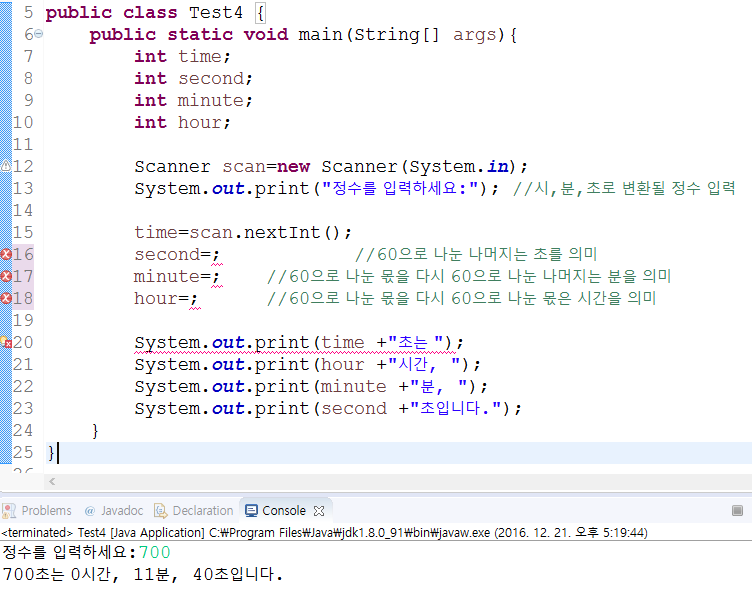 5 public class Test4 {
6 public static void main(String[] args){
7 int time;
8 int second;
9 int minute;
10 int hour;
11
12 Scanner scan=new Scanner(System.in);
13 System.out.print("정수를 입력하세요:"); //시,분,초로 변환될 정수 입력
14
15 time=scan.nextInt();
16 second=; //60으로 나눈 나머지는 초를 의미
17 minute=; //60으로 나눈 몫을 다시 60으로 나눈 나머지는 분을 의미
18 hour=; //60으로 나눈 몫을 다시 60으로 나눈 몫은 시간을 의미
19
20 System.out.print(time +"초는 ");
21 System.out.print(hour +"시간, ");
22 System.out.print(minute +"분, ");
23 System.out.print(second +"초입니다.");
24 }
25 }
Problems @ Javadoc Declaration Console
<terminated> Test4 [Java Application] C:₩Program Files₩Java₩jdk1.8.0_91₩bin₩javaw.exe (2016. 12. 21. 오후 5:19:44)
정수를 입력하세요:700
700초는 0시간, 11분, 40초입니다.